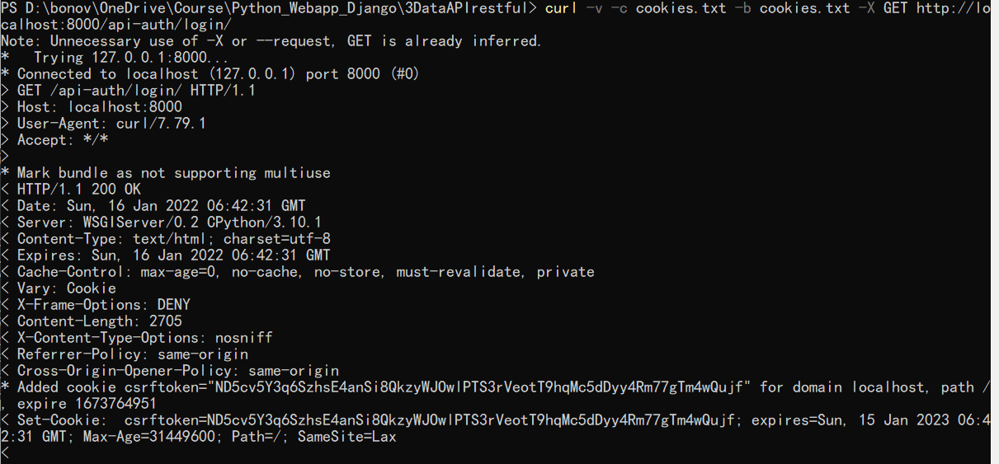 PS D:\bonov\OneDrive\Course\Python_Webapp_Django\3DataAPIrestful> curl -v -c cookies.txt -b cookies.txt -X GET http://lo
calhost:8000/api-auth/login/
Note: Unnecessary use of -X or --request, GET is already inferred.
*   Trying 127.0.0.1:8000...
* Connected to localhost (127.0.0.1) port 8000 (#0)
> GET /api-auth/login/ HTTP/1.1
> Host: localhost:8000
> User-Agent: curl/7.79.1
> Accept: */*
>
* Mark bundle as not supporting multiuse
< HTTP/1.1 200 OK
< Date: Sun, 16 Jan 2022 06:42:31 GMT
< Server: WSGIServer/0.2 CPython/3.10.1
< Content-Type: text/html; charset=utf-8
< Expires: Sun, 16 Jan 2022 06:42:31 GMT
< Cache-Control: max-age=0, no-cache, no-store, must-revalidate, private
< Vary: Cookie
< X-Frame-Options: DENY
< Content-Length: 2705
< X-Content-Type-Options: nosniff
< Referrer-Policy: same-origin
< Cross-Origin-Opener-Policy: same-origin
* Added cookie csrftoken="ND5cv5Y3q6SzhsE4anSi8QkzyWJOwlPTS3rVeotT9hqMc5dDyy4Rm77gTm4wQujf" for domain localhost, path /
, expire 1673764951
< Set-Cookie:  csrftoken=ND5cv5Y3q6SzhsE4anSi8QkzyWJOwlPTS3rVeotT9hqMc5dDyy4Rm77gTm4wQujf; expires=Sun, 15 Jan 2023 06:4
2:31 GMT; Max-Age=31449600; Path=/; SameSite=Lax
<